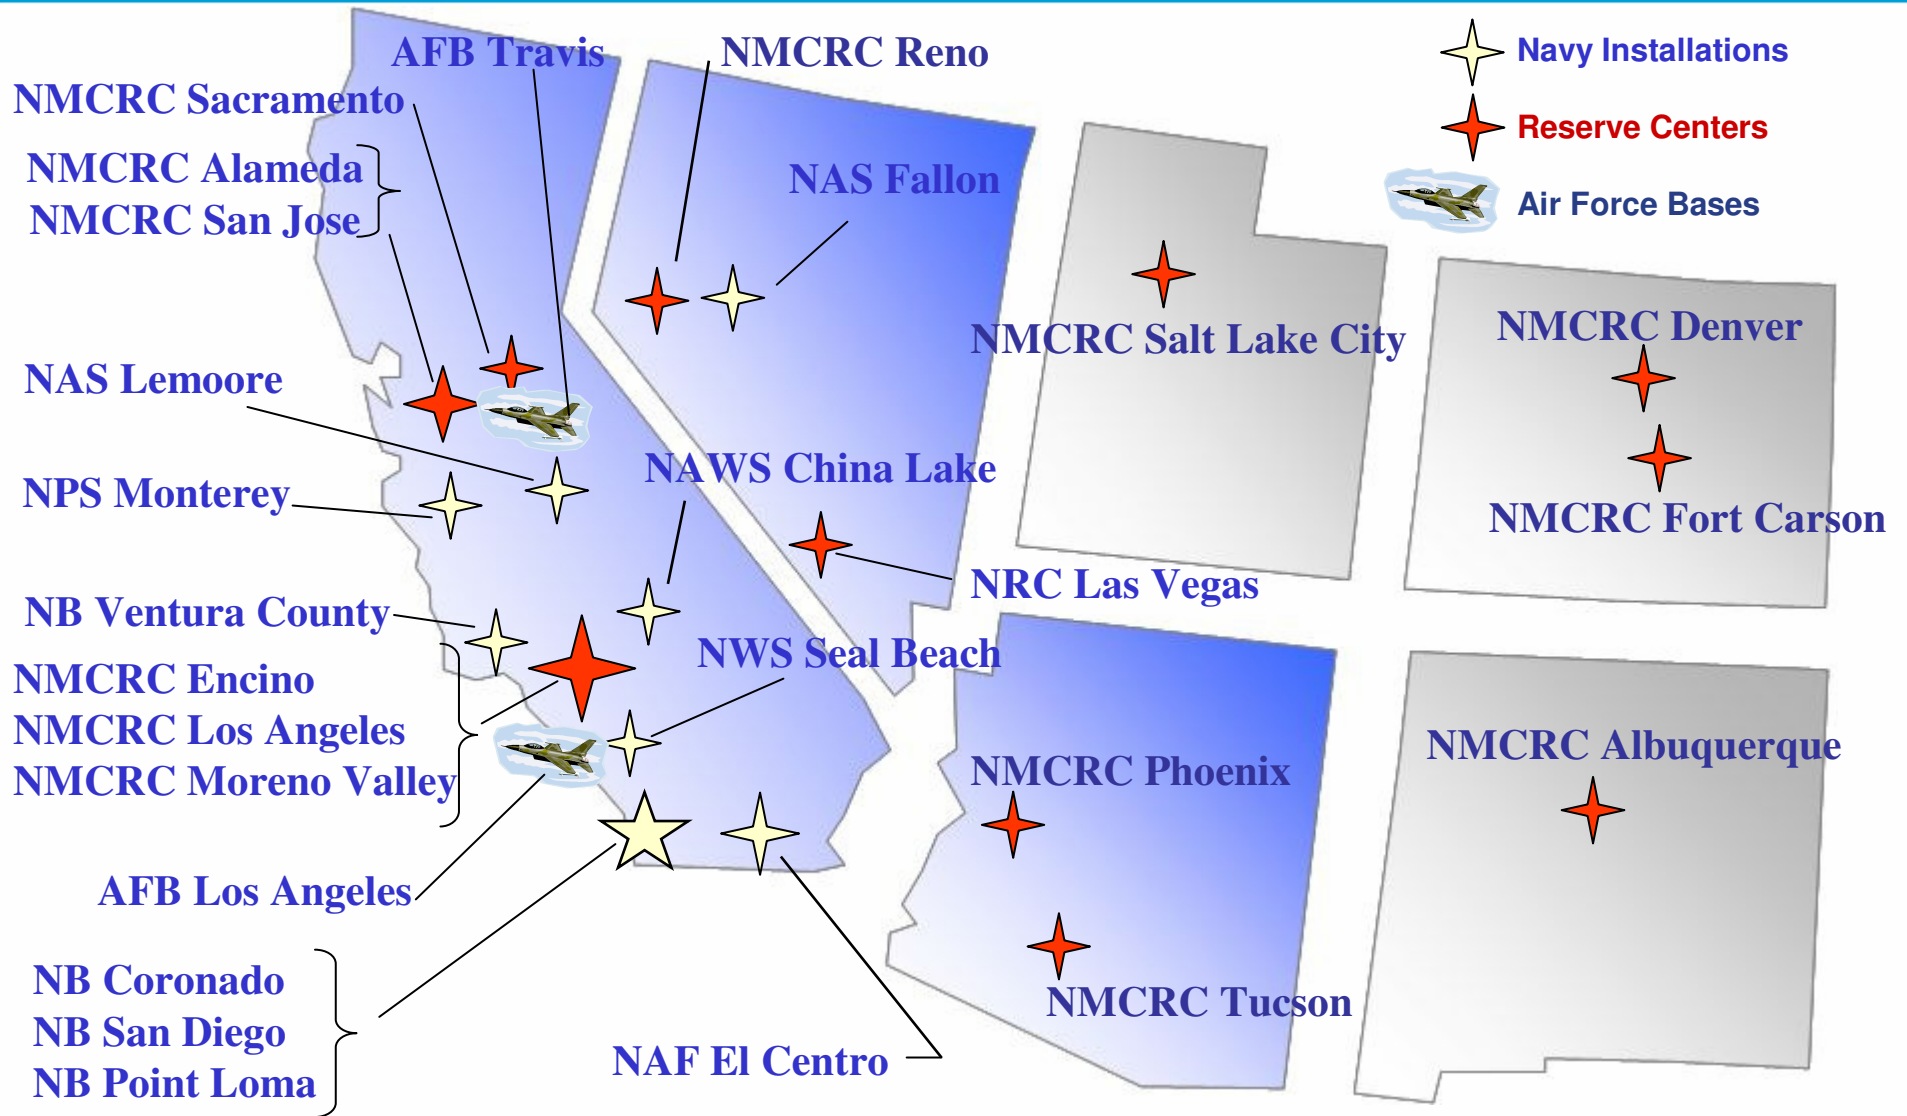 AFB Travis
NMCRC Reno
Navy Installations
NMCRC Sacramento
Reserve Centers
NMCRC Alameda
NMCRC San Jose
NAS Fallon
Air Force Bases
NMCRC Salt Lake City
NMCRC Denver
NAS Lemoore
NAWS China Lake
NPS Monterey
NMCRC Fort Carson
NRC Las Vegas
NB Ventura County
NWS Seal Beach
NMCRC Encino
NMCRC Los Angeles
NMCRC Moreno Valley
NMCRC Phoenix
NMCRC Albuquerque
AFB Los Angeles
NB Coronado
NB San Diego
NB Point Loma
NMCRC Tucson
NAF El Centro